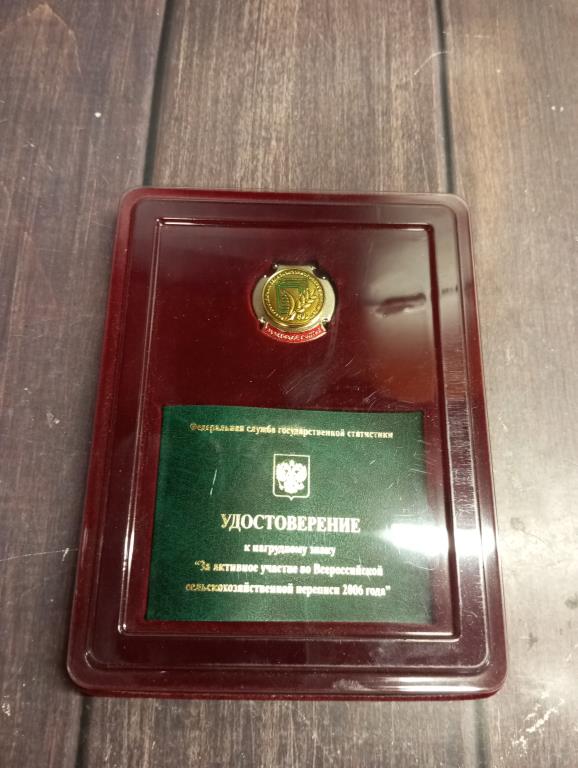 Федеральная служба государственной статистики
УДОСТОВЕРЕНИЕ
к нагрудному знаку
"За активное участие во Всероссийской
сельскохозяйственной переписи 2006 года"